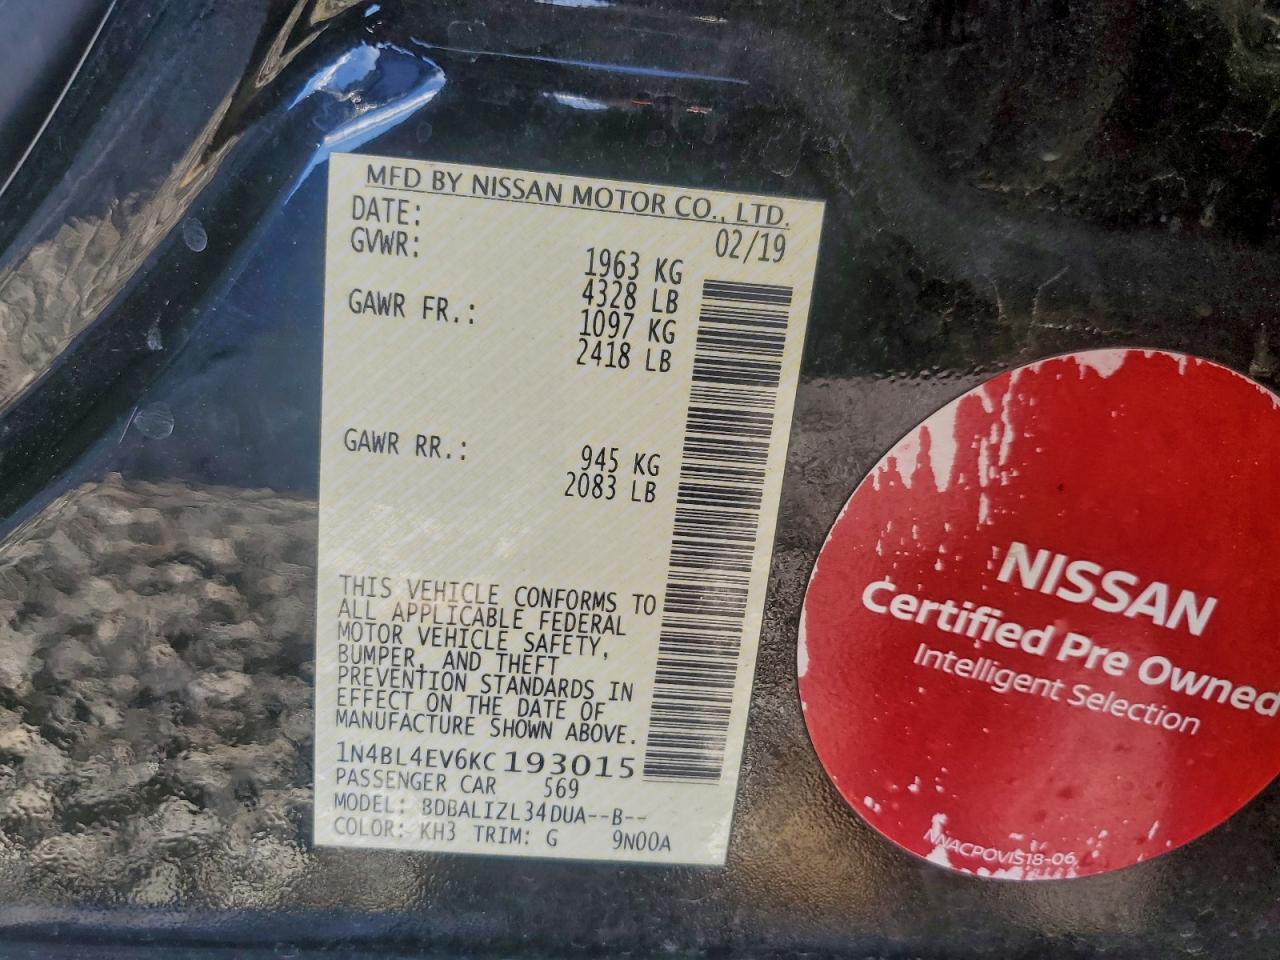 MFD BY NISSAN MOTOR CO., LTD.
DATE: 02/19
GVWR: 1963 KG
4328 LB
GAWR FR.: 1097 KG
2418 LB
GAWR RR.: 945 KG
2083 LB
THIS VEHICLE CONFORMS TO
ALL APPLICABLE FEDERAL
MOTOR VEHICLE SAFETY,
BUMPER, AND THEFT
PREVENTION STANDARDS IN
EFFECT ON THE DATE OF
MANUFACTURE SHOWN ABOVE.
1N4BL4EV6KC193015
PASSENGER CAR 569
MODEL: BDBALIZL34DUA--B--
COLOR: KH3 TRIM: G 9N00A
NISSAN
Certified Pre Owned
Intelligent Selection
NNACPOVIS18-06